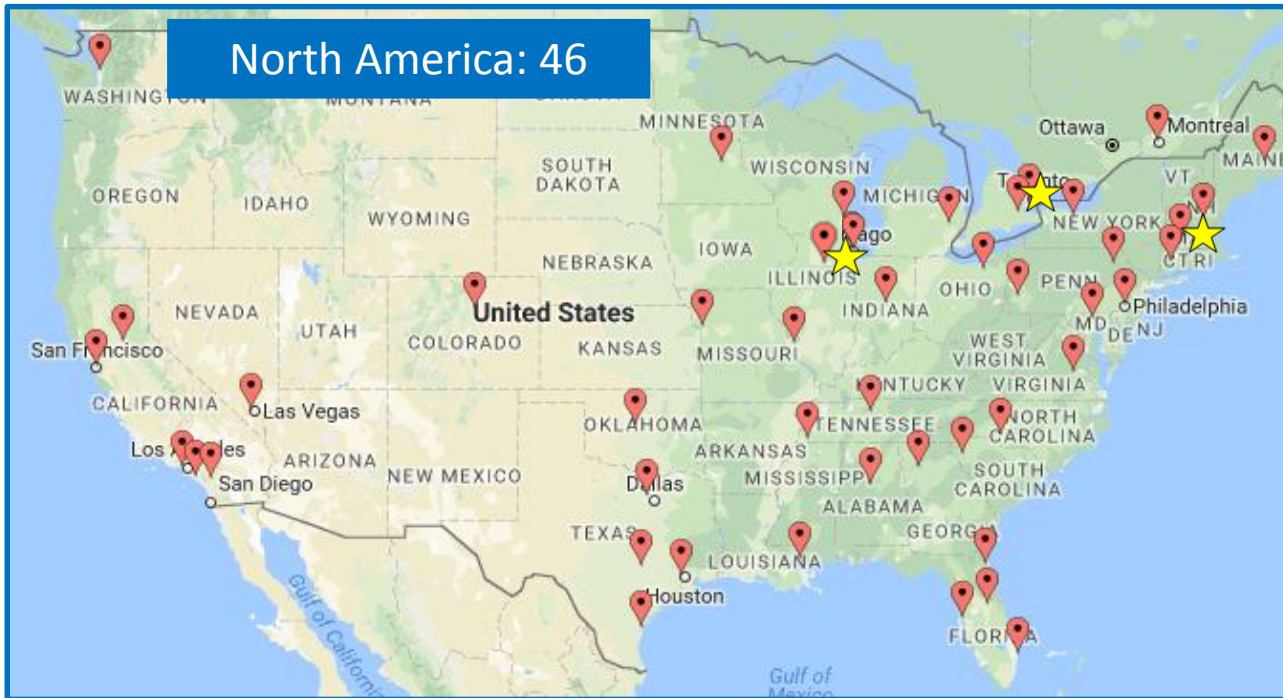 North America: 46
WASHINGTON
MONTANA
MINNESOTA
Ottawa
Montreal
MAINE
OREGON
IDAHO
SOUTH
DAKOTA
WISCONSIN
MICHIGAN
VT
NH
WYOMING
NEW YORK
IOWA
NEBRASKA
ILLINOIS
INDIANA
OHIO
PENN
CT RI
Philadelphia
NEVADA
UTAH
COLORADO
United States
KANSAS
MISSOURI
WEST
VIRGINIA
MD
DE
NJ
San Francisco
CALIFORNIA
Las Vegas
KENTUCKY
VIRGINIA
OKLAHOMA
TENNESSEE
NORTH
CAROLINA
ARIZONA
NEW MEXICO
ARKANSAS
MISSISSIPPI
SOUTH
CAROLINA
San Diego
Dallas
ALABAMA
TEXAS
LOUISIANA
GEORGIA
Houston
Gulf of California
FLORIDA
Gulf of
Mexico